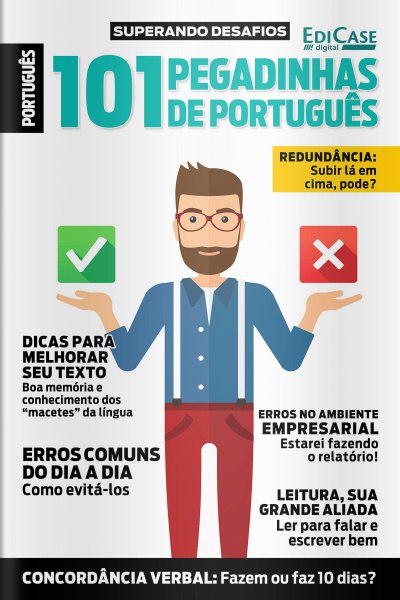 SUPERANDO DESAFIOS
EDICASE
digital
PORTUGUÊS
101 PEGADINHAS
DE PORTUGUÊS
REDUNDÂNCIA:
Subir lá em
cima, pode?
DICAS PARA
MELHORAR
SEU TEXTO
Boa memória e
conhecimento dos
“macetes” da língua
ERROS NO AMBIENTE
EMPRESARIAL
Estarei fazendo
o relatório!
ERROS COMUNS
DO DIA A DIA
Como evitá-los
LEITURA, SUA
GRANDE ALIADA
Ler para falar e
escrever bem
CONCORDÂNCIA VERBAL: Fazem ou faz 10 dias?